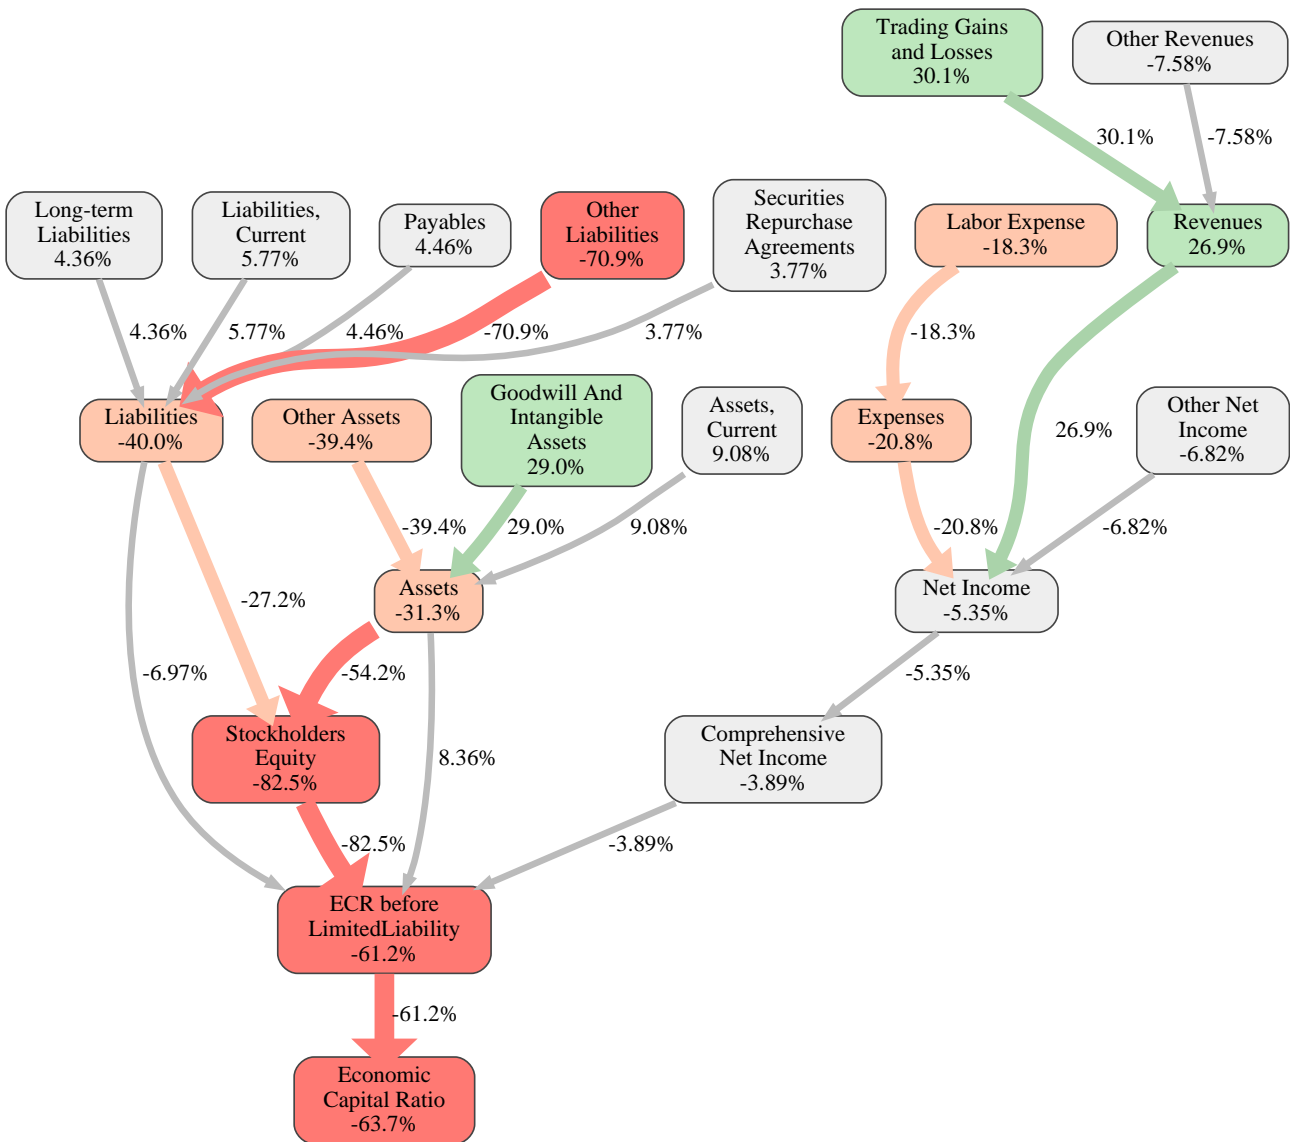 Trading Gains
and Losses
30.1%
Other Revenues
-7.58%
30.1%
-7.58%
Long-term
Liabilities
4.36%
Liabilities,
Current
5.77%
Payables
4.46%
Other
Liabilities
-70.9%
Securities
Repurchase
Agreements
3.77%
Labor Expense
-18.3%
Revenues
26.9%
4.36%
5.77%
4.46%
-70.9%
3.77%
-18.3%
Liabilities
-40.0%
Other Assets
-39.4%
Goodwill And
Intangible
Assets
29.0%
Assets,
Current
9.08%
Expenses
-20.8%
26.9%
Other Net
Income
-6.82%
-39.4%
29.0%
9.08%
-20.8%
-6.82%
-27.2%
Assets
-31.3%
Net Income
-5.35%
-6.97%
-54.2%
-5.35%
Stockholders
Equity
-82.5%
8.36%
Comprehensive
Net Income
-3.89%
-82.5%
-3.89%
ECR before
LimitedLiability
-61.2%
-61.2%
Economic
Capital Ratio
-63.7%